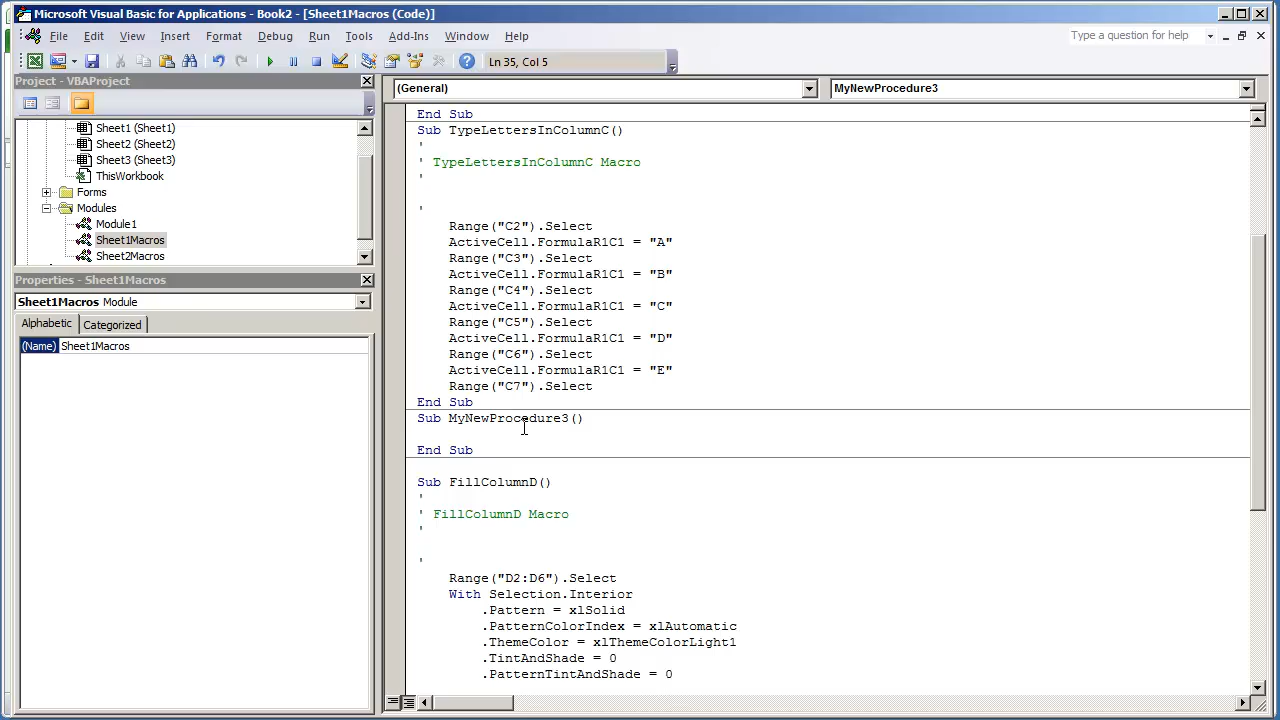 Microsoft Visual Basic for Applications - Book2 - [Sheet1Macros (Code)]
File Edit View Insert Format Debug Run Tools Add-Ins Window Help
Type a question for help
Ln 35, Col 5
Project - VBAProject
(General)
MyNewProcedure3
Sheet1 (Sheet1)
Sheet2 (Sheet2)
Sheet3 (Sheet3)
ThisWorkbook
Forms
Modules
Module1
Sheet1Macros
Sheet2Macros
Properties - Sheet1Macros
Sheet1Macros Module
Alphabetic Categorized
(Name) Sheet1Macros
End Sub
Sub TypeLettersInColumnC()
'
' TypeLettersInColumnC Macro
'
'
Range("C2").Select
ActiveCell.FormulaR1C1 = "A"
Range("C3").Select
ActiveCell.FormulaR1C1 = "B"
Range("C4").Select
ActiveCell.FormulaR1C1 = "C"
Range("C5").Select
ActiveCell.FormulaR1C1 = "D"
Range("C6").Select
ActiveCell.FormulaR1C1 = "E"
Range("C7").Select
End Sub
Sub MyNewProcedure3()
End Sub
Sub FillColumnD()
'
' FillColumnD Macro
'
'
Range("D2:D6").Select
With Selection.Interior
.Pattern = xlSolid
.PatternColorIndex = xlAutomatic
.ThemeColor = xlThemeColorLight1
.TintAndShade = 0
.PatternTintAndShade = 0